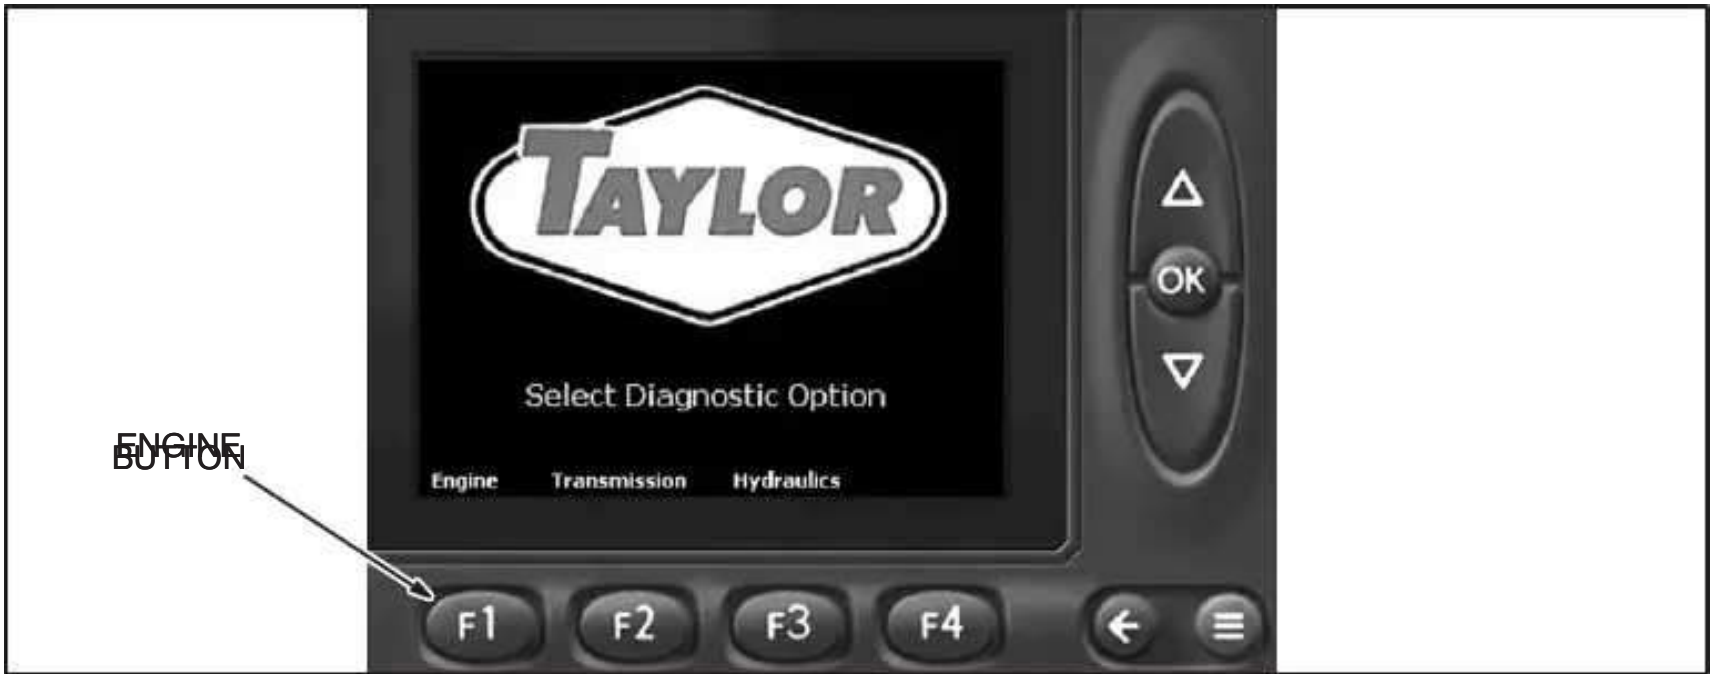 TAYLOR
Select Diagnostic Option
Engine Transmission Hydraulics
ENGINE
BUTTON
F1 F2 F3 F4
OK